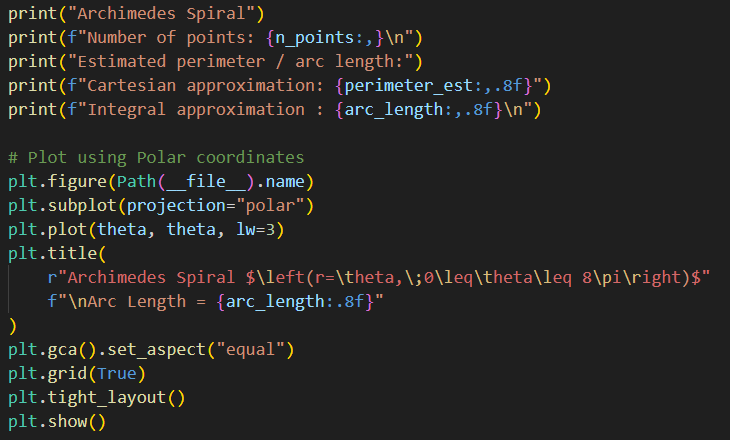 print("Archimedes Spiral")
print(f"Number of points: {n_points:,}\n")
print("Estimated perimeter / arc length:")
print(f"Cartesian approximation: {perimeter_est:,.8f}")
print(f"Integral approximation : {arc_length:,.8f}\n")

# Plot using Polar coordinates
plt.figure(Path(__file__).name)
plt.subplot(projection="polar")
plt.plot(theta, theta, lw=3)
plt.title(
    r"Archimedes Spiral $\left(r=\theta,\;0\leq\theta\leq 8\pi\right)$"
    f"\nArc Length = {arc_length:.8f}"
)
plt.gca().set_aspect("equal")
plt.grid(True)
plt.tight_layout()
plt.show()